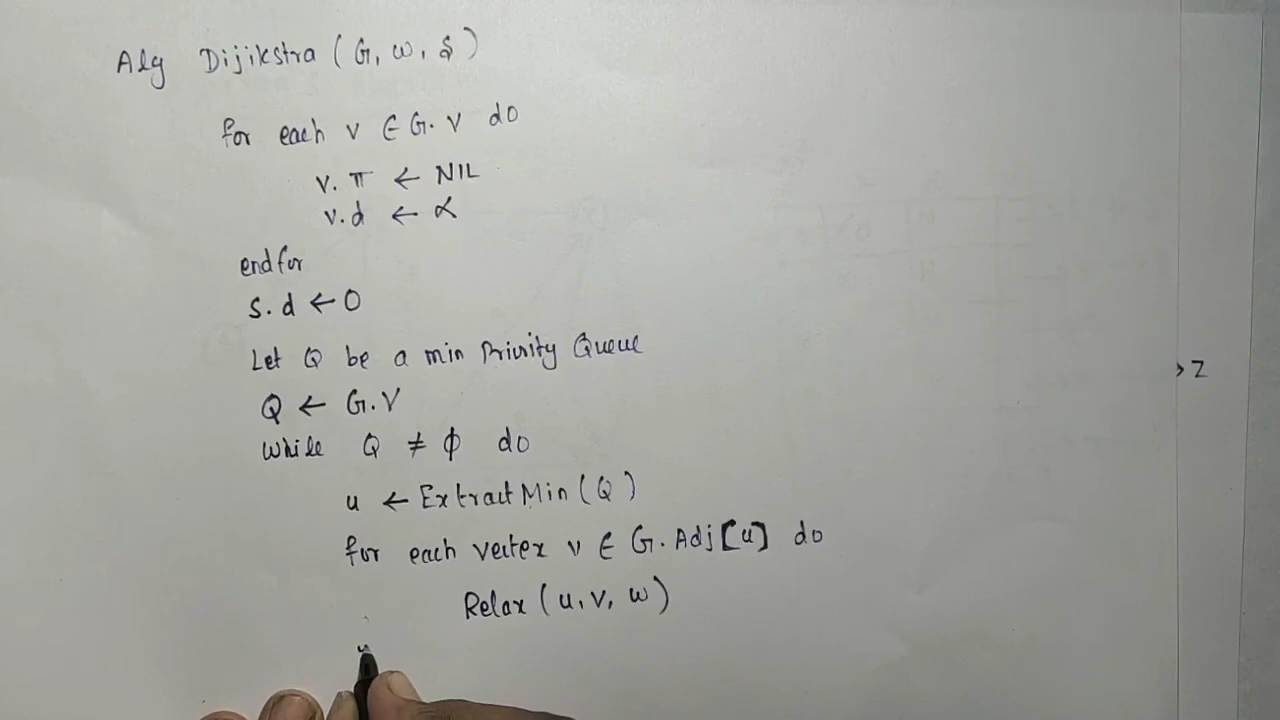 Alg Dijikstra (G, w, s)
for each v ∈ G.V do
v.π ← NIL
v.d ← ∝
endfor
s.d ← 0
Let Q be a min Priority Queue
Q ← G.V
While Q ≠ ϕ do
u ← ExtractMin(Q)
for each vertex v ∈ G.Adj[u] do
Relax (u, v, w)
> Z